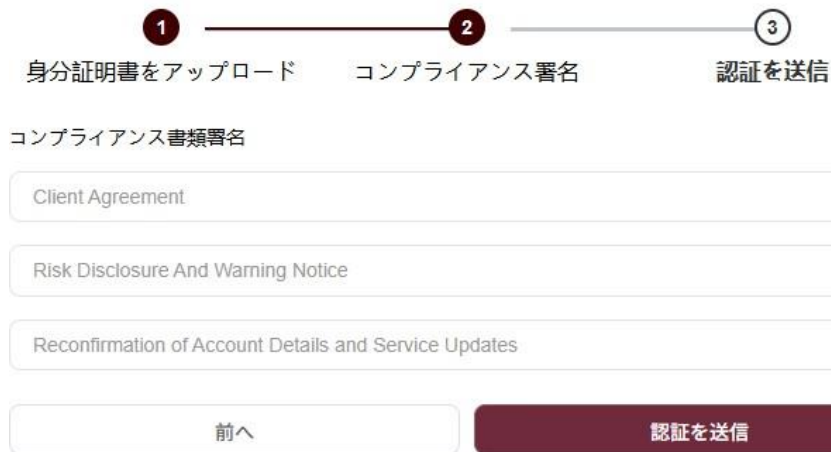 1 2 3
身分証明書をアップロード コンプライアンス署名 認証を送信
コンプライアンス書類署名
Client Agreement
Risk Disclosure And Warning Notice
Reconfirmation of Account Details and Service Updates
前へ 認証を送信